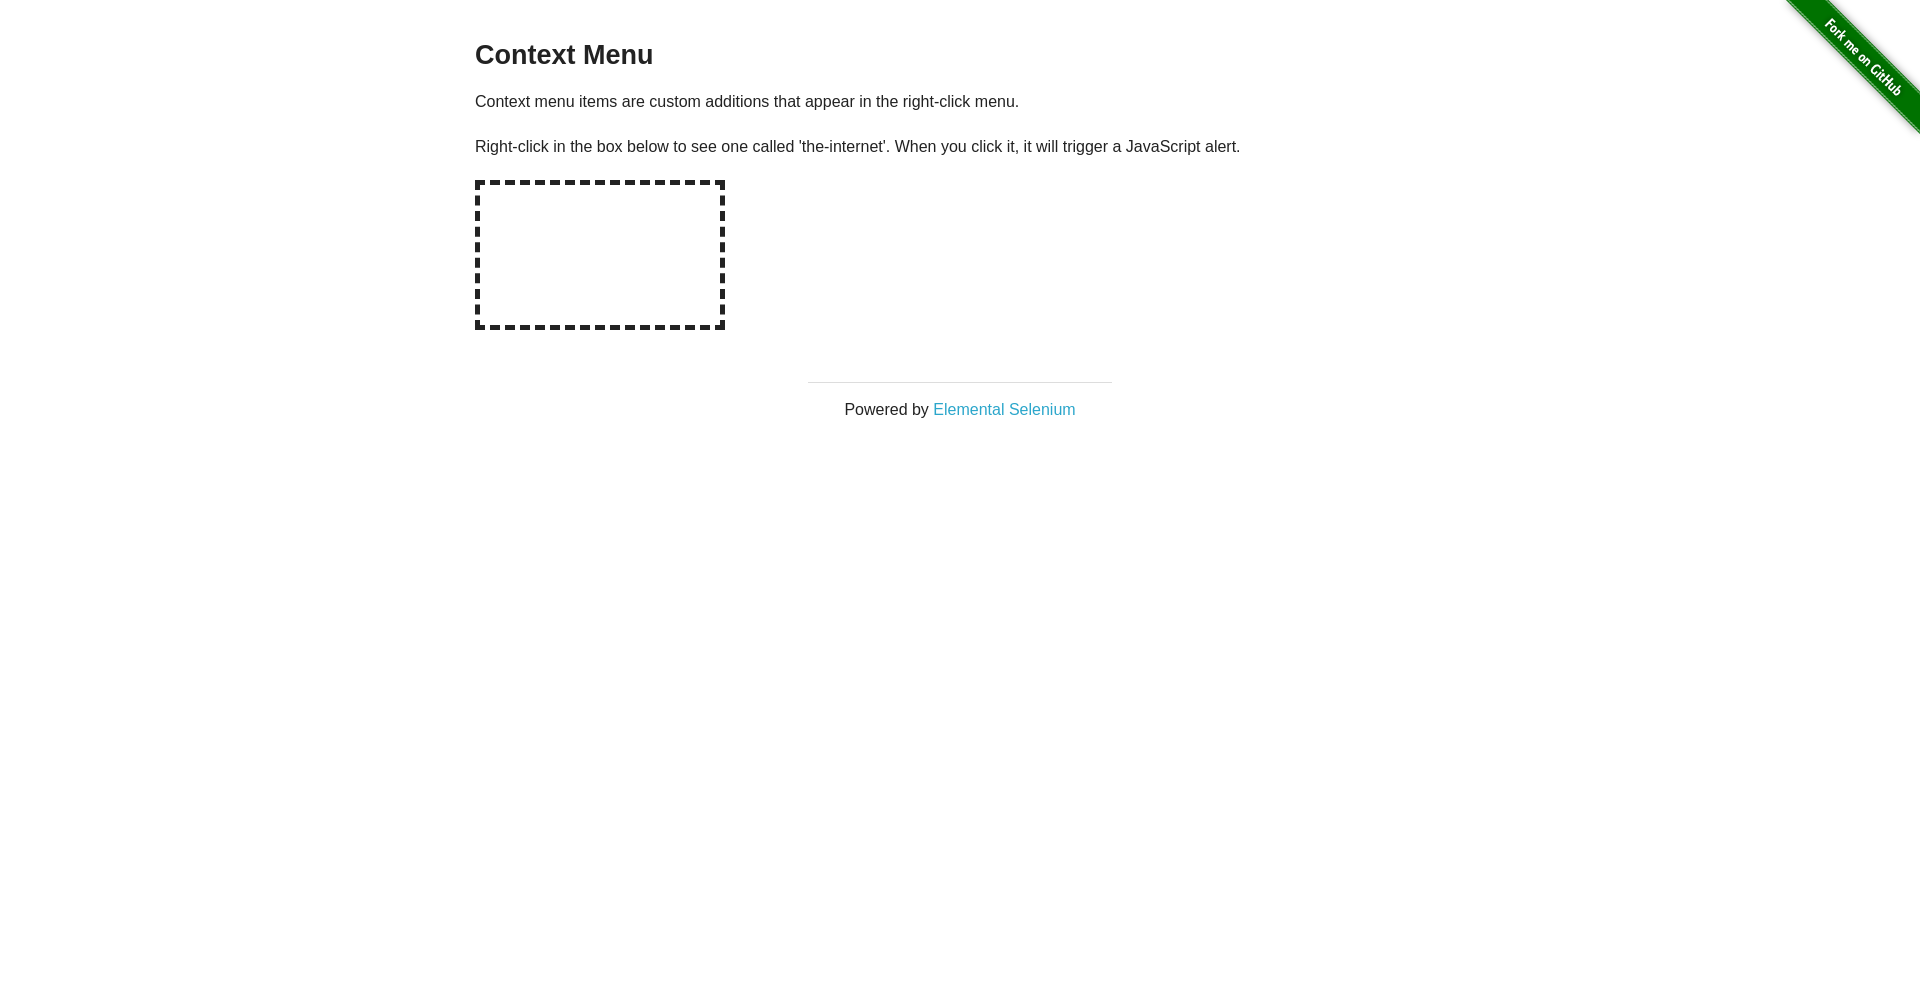 Context Menu
Context menu items are custom additions that appear in the right-click menu.
Right-click in the box below to see one called 'the-internet'. When you click it, it will trigger a JavaScript alert.
Powered by Elemental Selenium
Fork me on GitHub